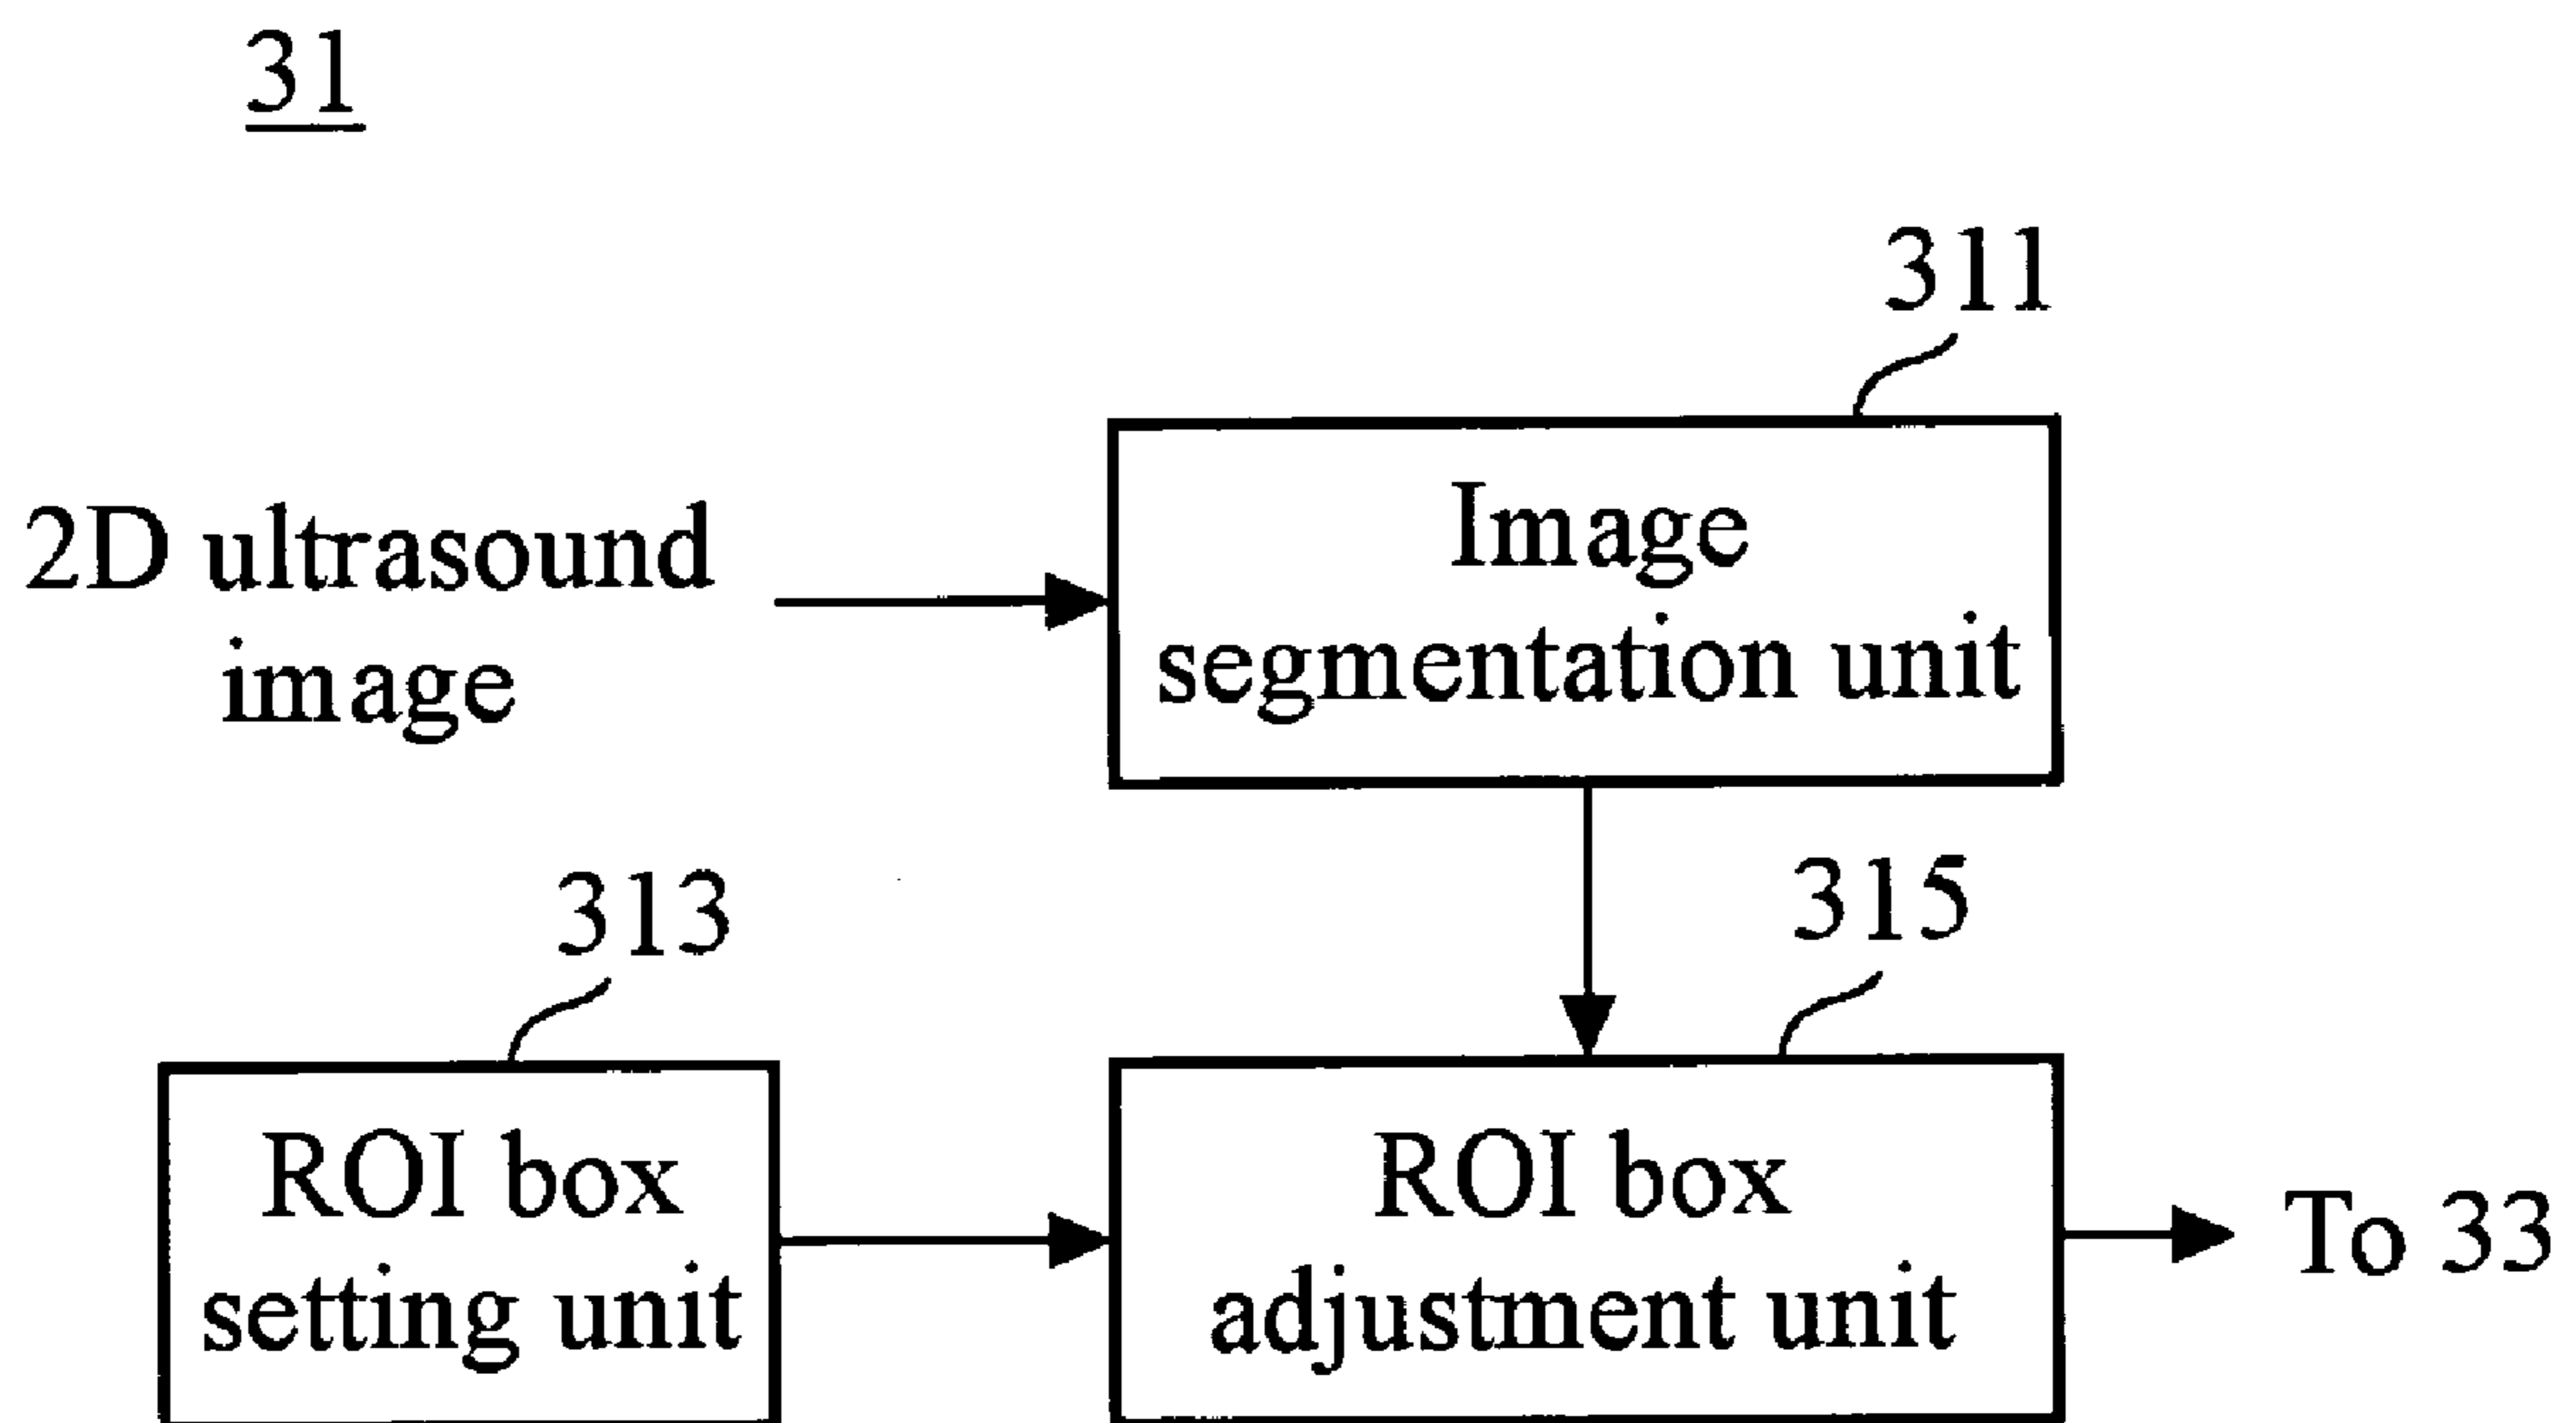 31
311
2D ultrasound
image
Image
segmentation unit
313
315
ROI box
setting unit
ROI box
adjustment unit
To 33